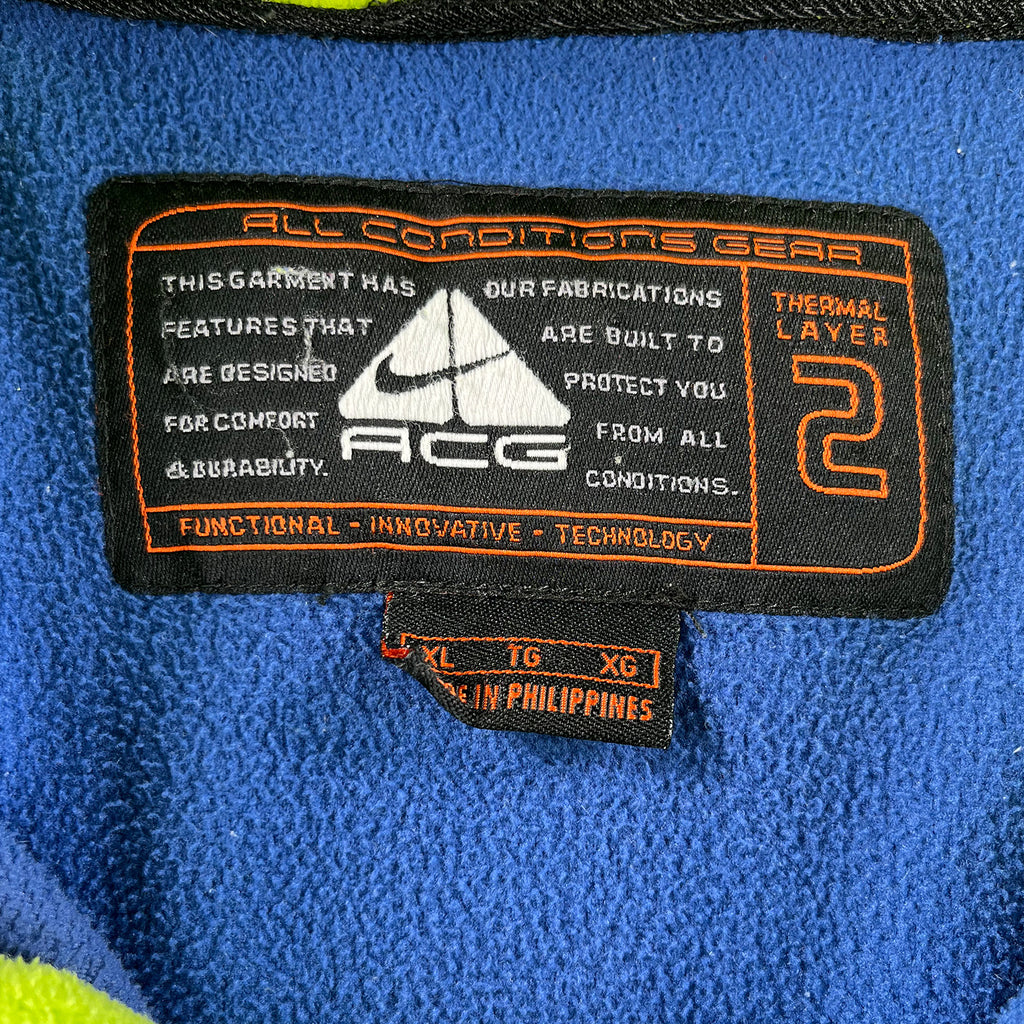 ALL CONDITIONS GEAR
THIS GARMENT HAS
FEATURES THAT
ARE DESIGNED
FOR COMFORT
& DURABILITY.
ACG
OUR FABRICATIONS
ARE BUILT TO
PROTECT YOU
FROM ALL
CONDITIONS.
THERMAL
LAYER
2
FUNCTIONAL - INNOVATIVE - TECHNOLOGY
XL TG XG
IN PHILIPPINES